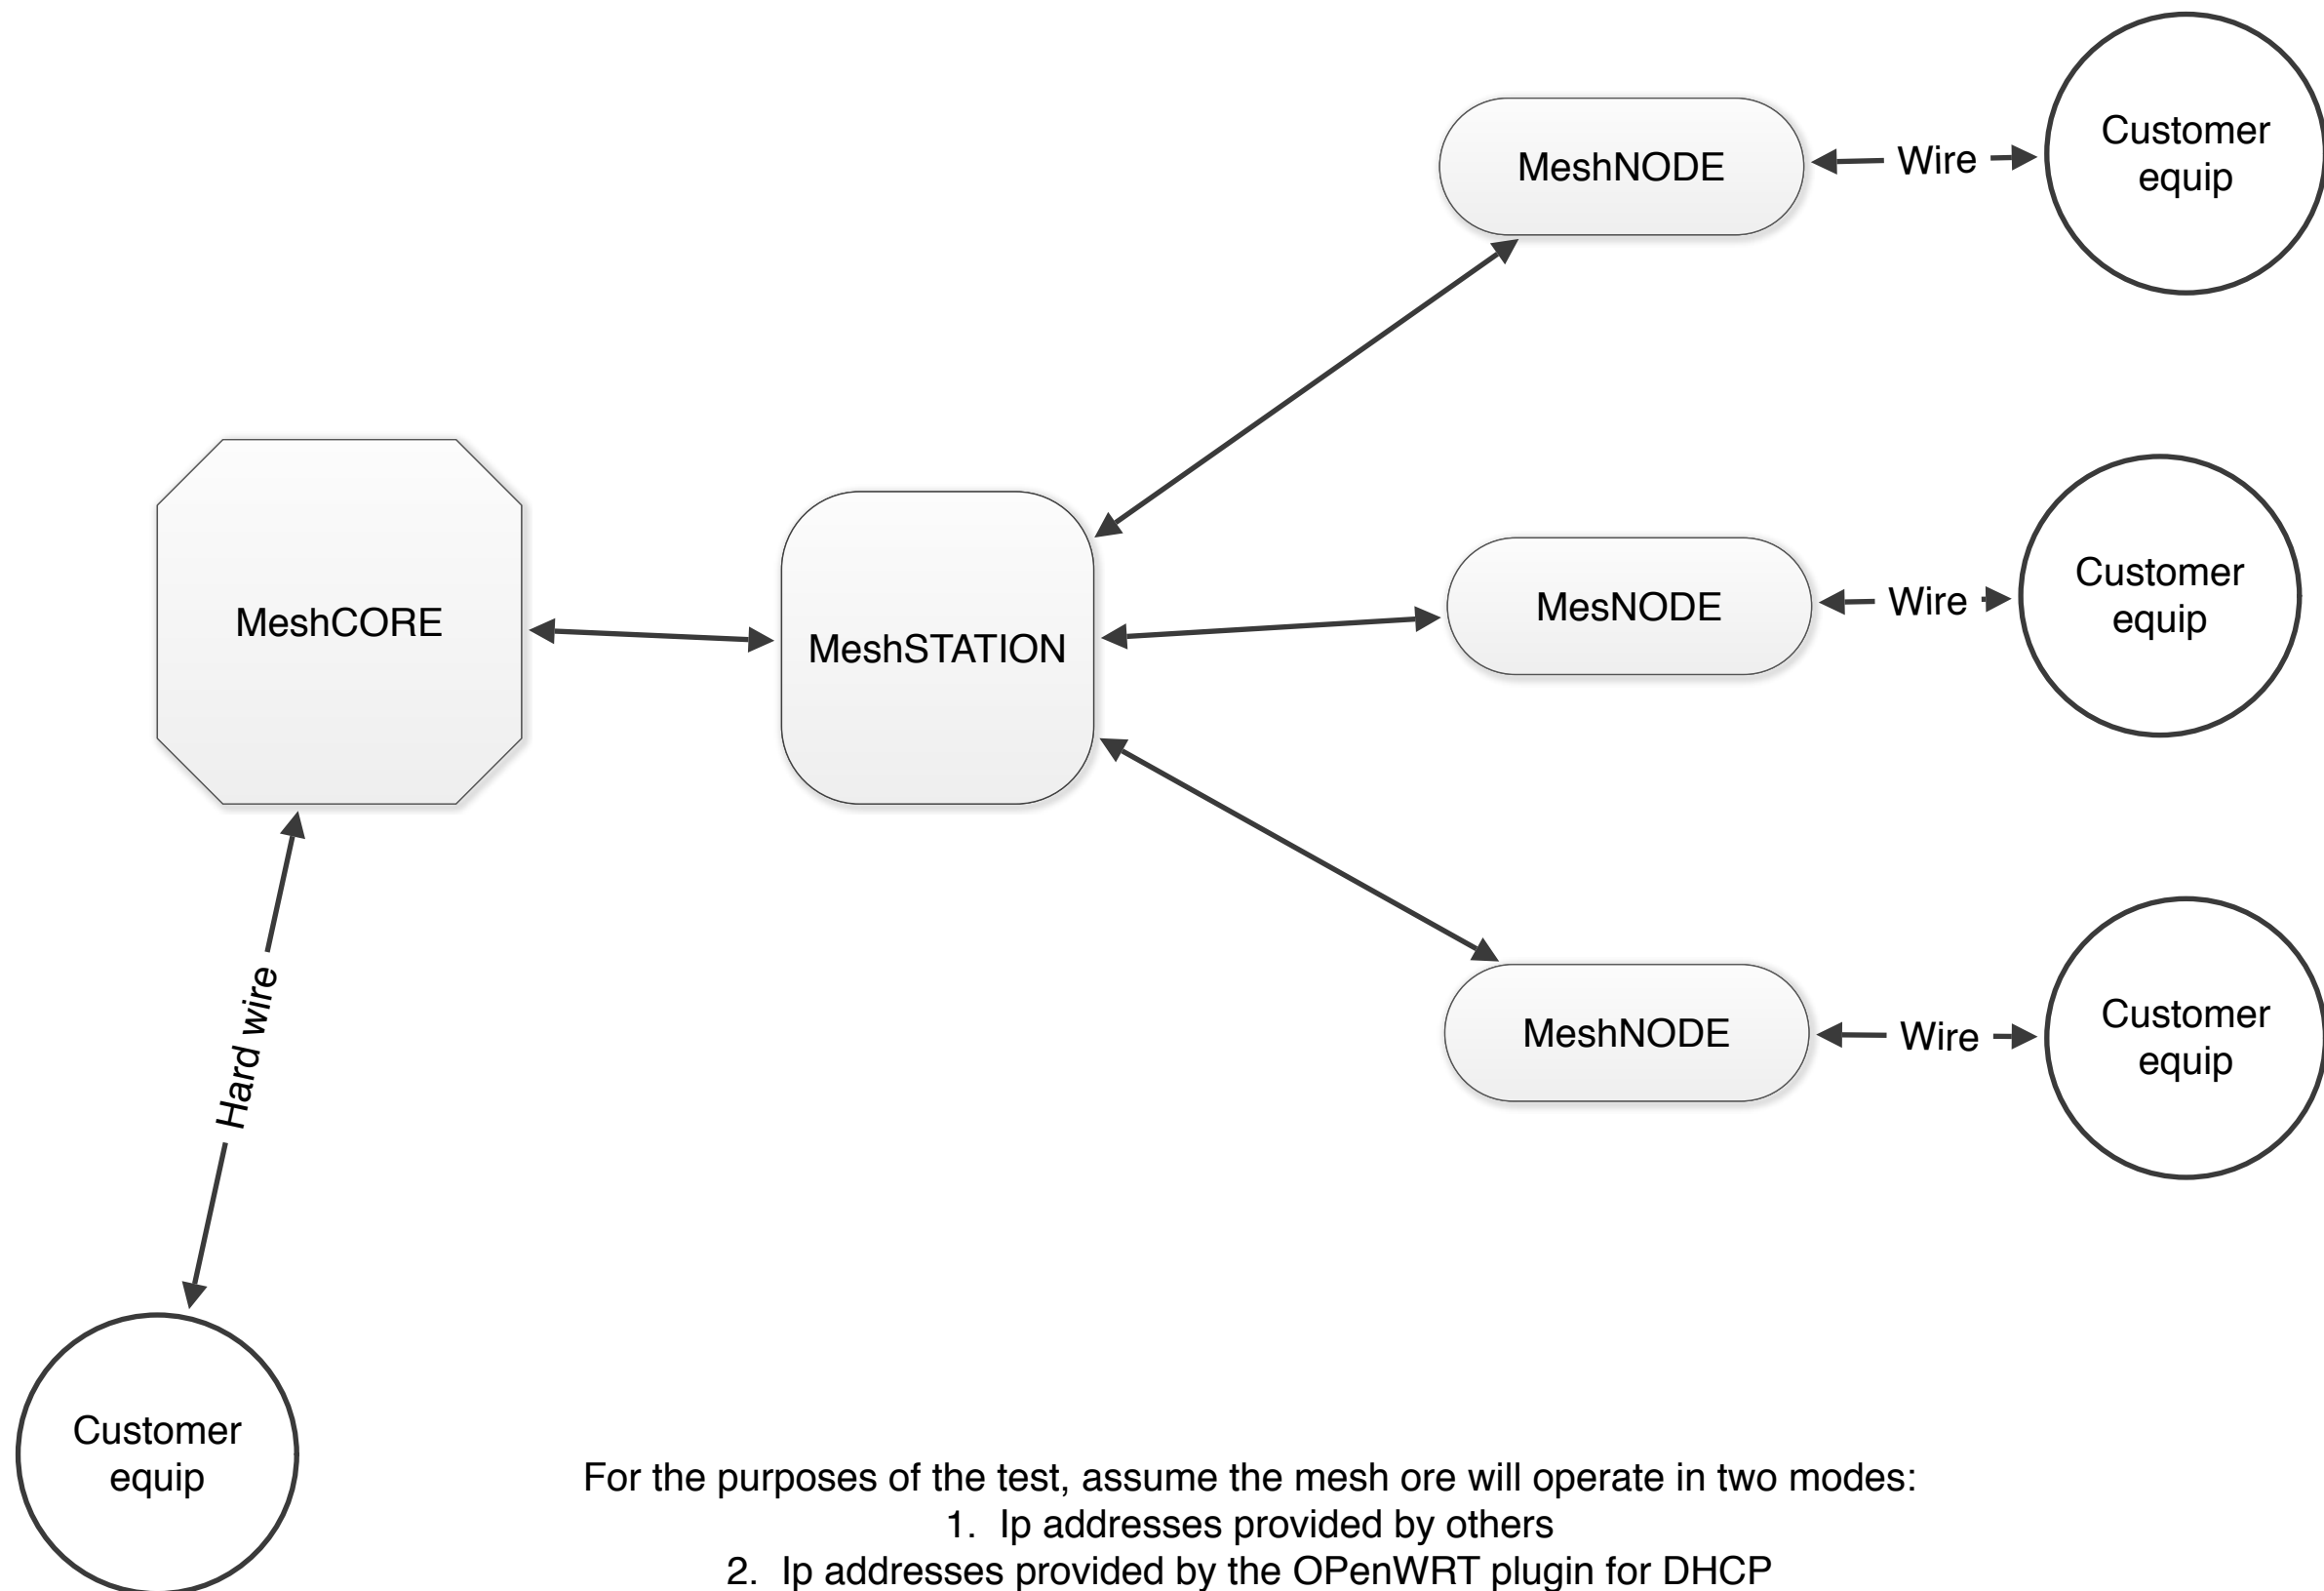 Customer
equip
MeshNODE
Wire
Customer
equip
MesNODE
Wire
MeshCORE
MeshSTATION
Customer
equip
MeshNODE
Wire
Hard wire
Customer
equip
For the purposes of the test, assume the mesh ore will operate in two modes:
1. Ip addresses provided by others
2. Ip addresses provided by the OPenWRT plugin for DHCP